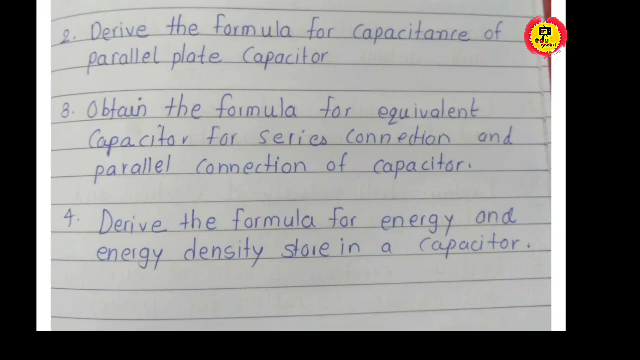 2. Derive the formula for capacitance of
parallel plate capacitor
3. Obtain the formula for equivalent
Capacitor for series connection and
parallel connection of capacitor.
4. Derive the formula for energy and
energy density store in a capacitor.
edu